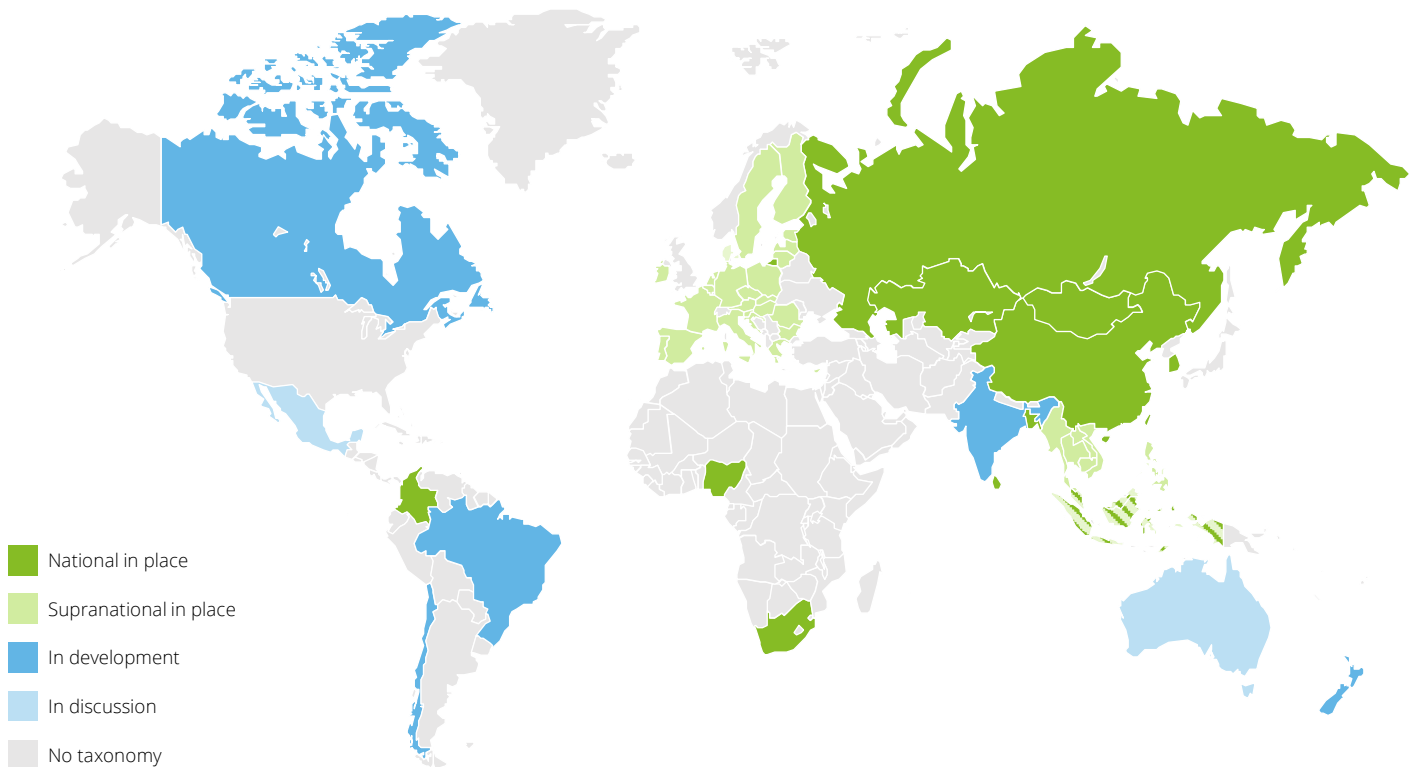 National in place
Supranational in place
In development
In discussion
No taxonomy